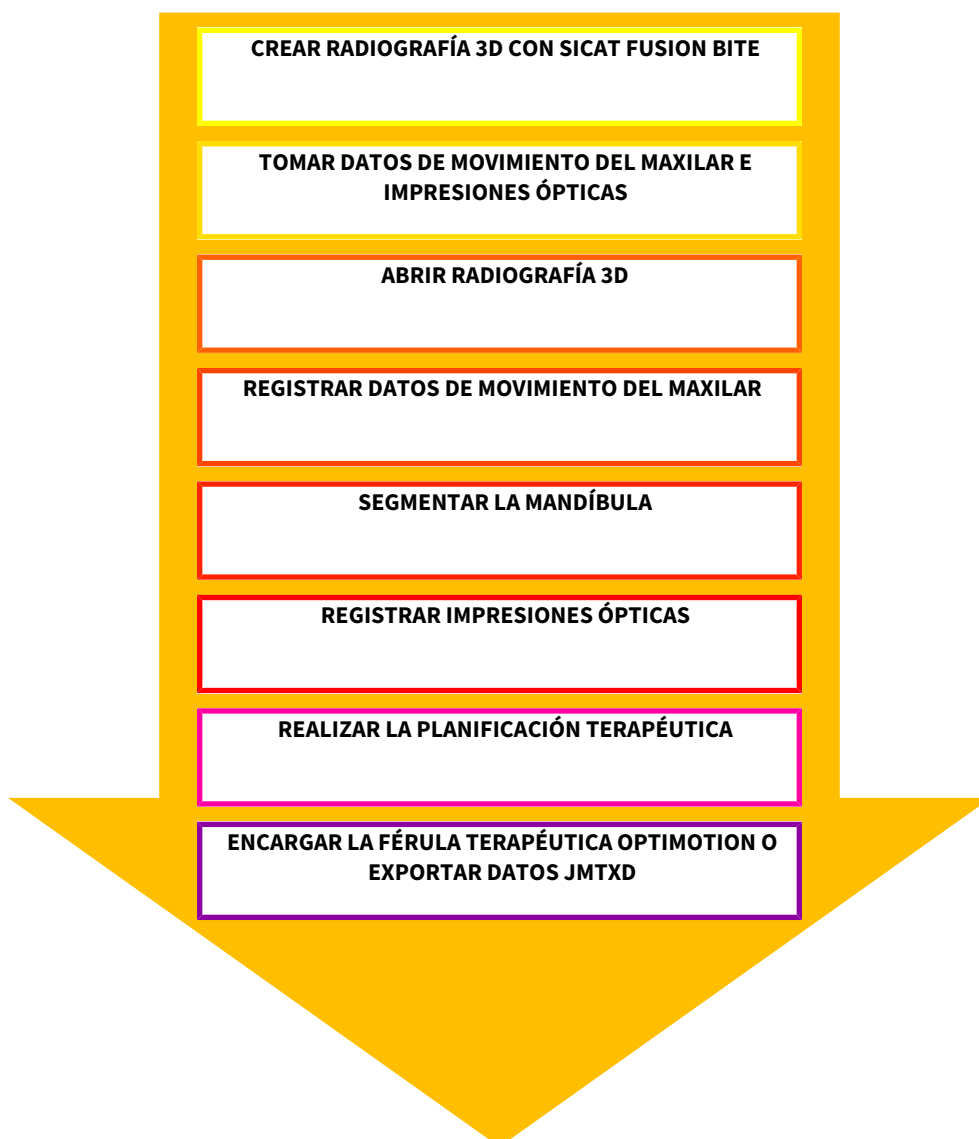 CREAR RADIOGRAFÍA 3D CON SICAT FUSION BITE
TOMAR DATOS DE MOVIMIENTO DEL MAXILAR E
IMPRESIONES ÓPTICAS
ABRIR RADIOGRAFÍA 3D
REGISTRAR DATOS DE MOVIMIENTO DEL MAXILAR
SEGMENTAR LA MANDÍBULA
REGISTRAR IMPRESIONES ÓPTICAS
REALIZAR LA PLANIFICACIÓN TERAPÉUTICA
ENCARGAR LA FÉRULA TERAPÉUTICA OPTIMOTION O
EXPORTAR DATOS JMTXD